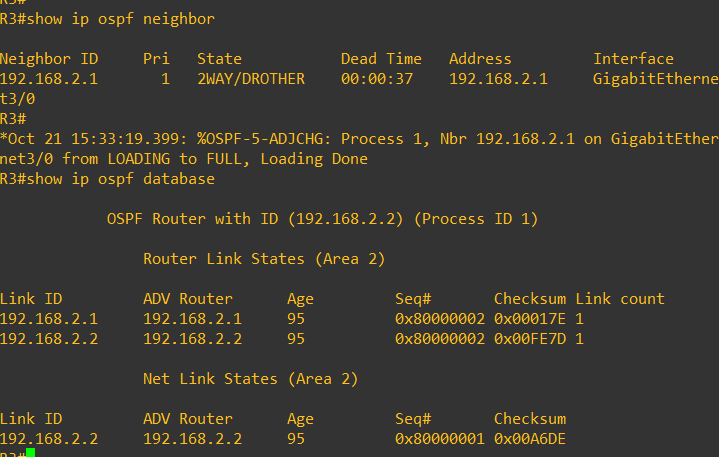 R3#
R3#show ip ospf neighbor
Neighbor ID     Pri   State           Dead Time   Address         Interface
192.168.2.1       1   2WAY/DROTHER    00:00:37    192.168.2.1     GigabitEtherne
t3/0
R3#
*Oct 21 15:33:19.399: %OSPF-5-ADJCHG: Process 1, Nbr 192.168.2.1 on GigabitEther
net3/0 from LOADING to FULL, Loading Done
R3#show ip ospf database
            OSPF Router with ID (192.168.2.2) (Process ID 1)
                Router Link States (Area 2)
Link ID         ADV Router      Age         Seq#       Checksum Link count
192.168.2.1     192.168.2.1     95          0x80000002 0x00017E 1
192.168.2.2     192.168.2.2     95          0x80000002 0x00FE7D 1
                Net Link States (Area 2)
Link ID         ADV Router      Age         Seq#       Checksum
192.168.2.2     192.168.2.2     95          0x80000001 0x00A6DE
R3#